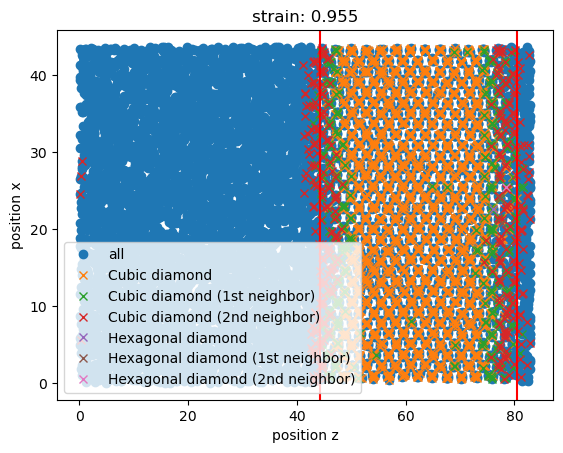 strain: 0.955
position x
40
30
20
10
0
all
Cubic diamond
Cubic diamond (1st neighbor)
Cubic diamond (2nd neighbor)
Hexagonal diamond
Hexagonal diamond (1st neighbor)
Hexagonal diamond (2nd neighbor)
0 20 40 60 80
position z